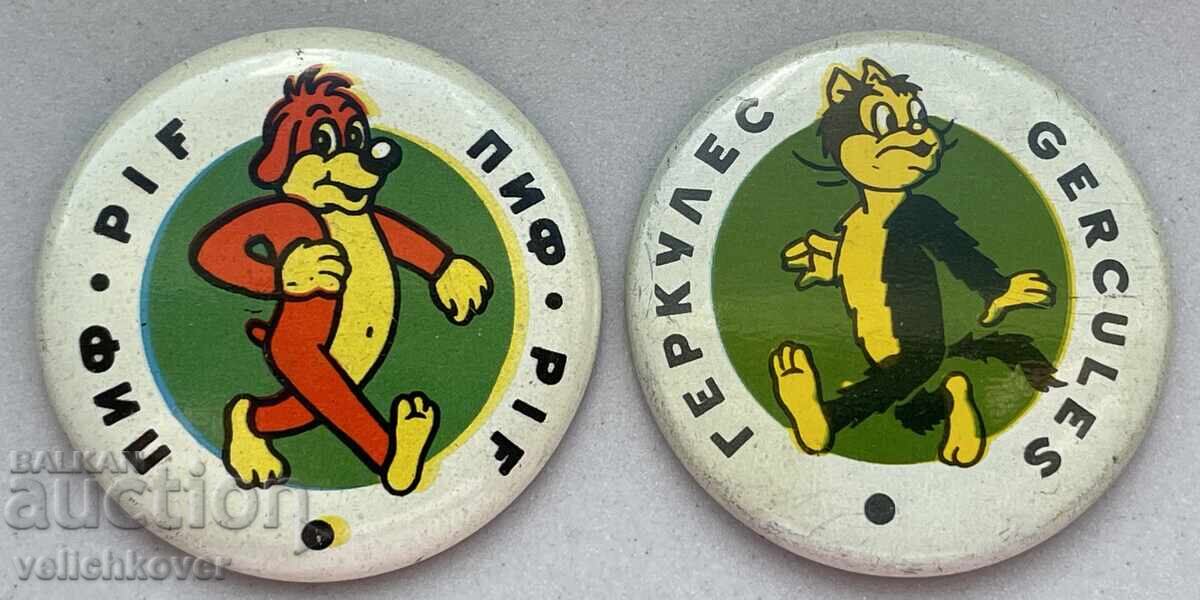 ПИФ • PIF
ПИФ • PIF
ГЕРКУЛЕС
GERCULES
BALKAN
auction
velichkover